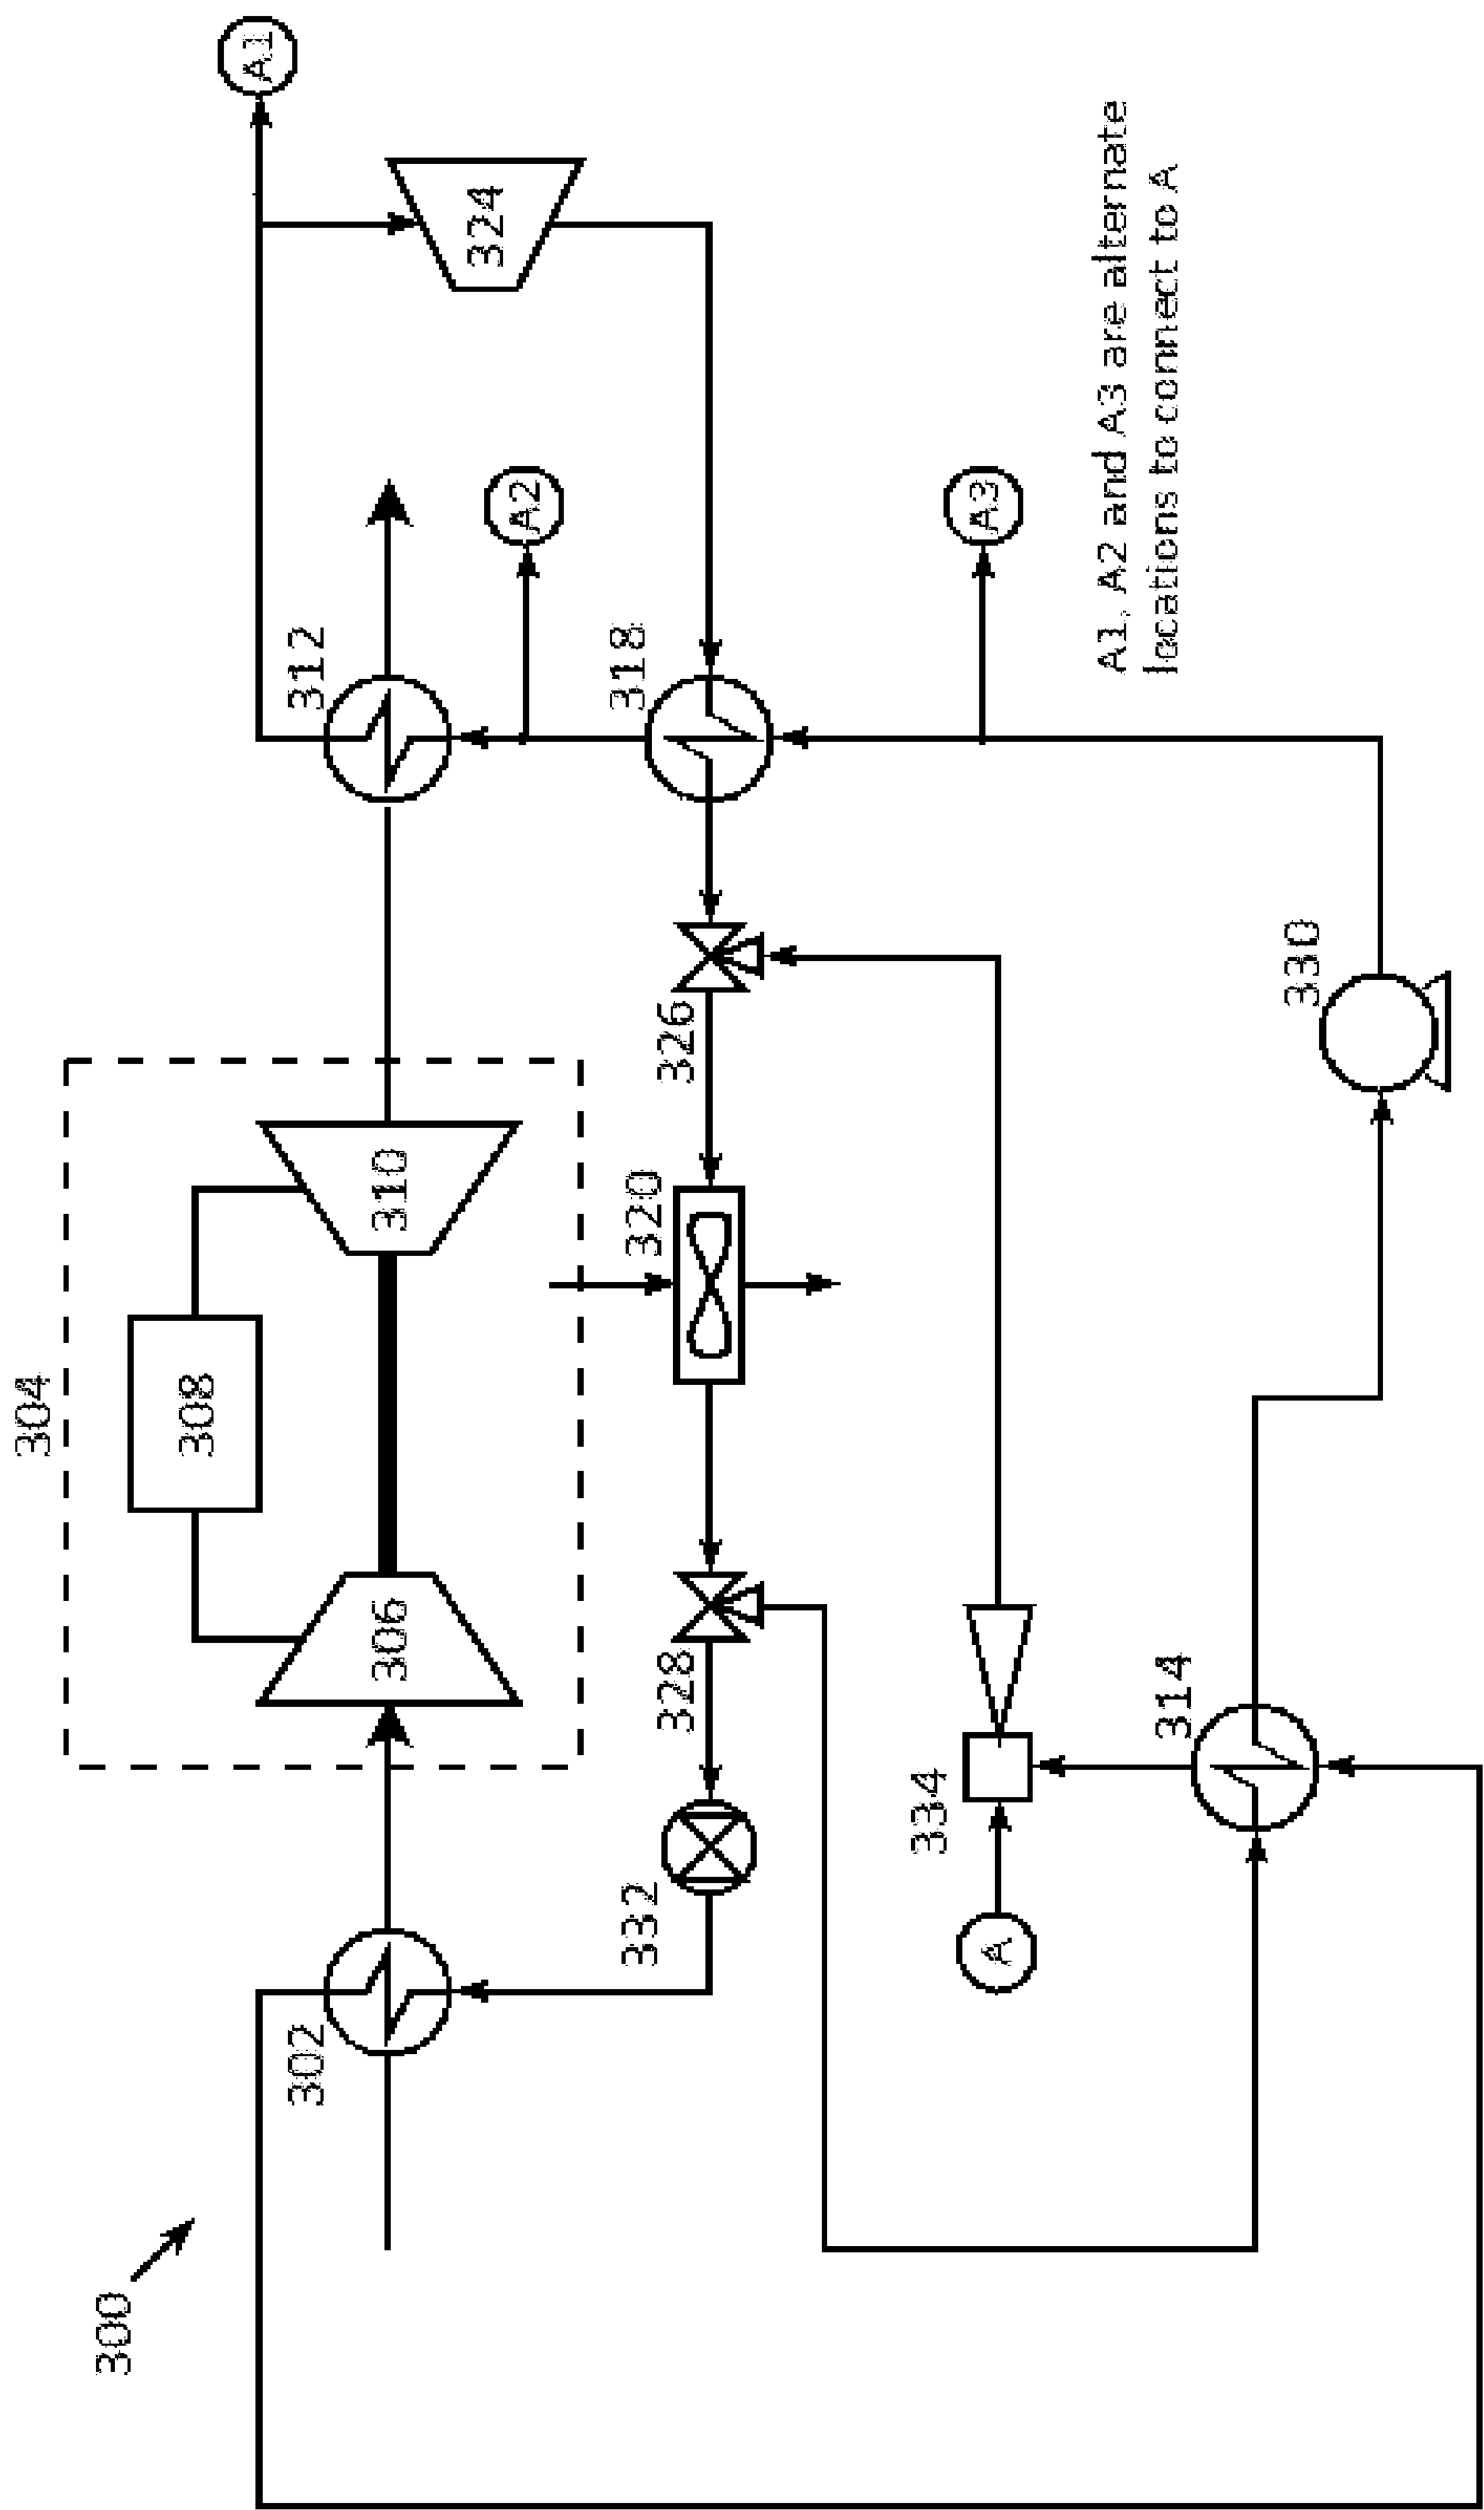 300
302
304
306
308
310
312
A1
324
A2
318
326
320
328
332
A3
334
A
314
330
A1, A2 and A3 are alternate
locations to connect to A